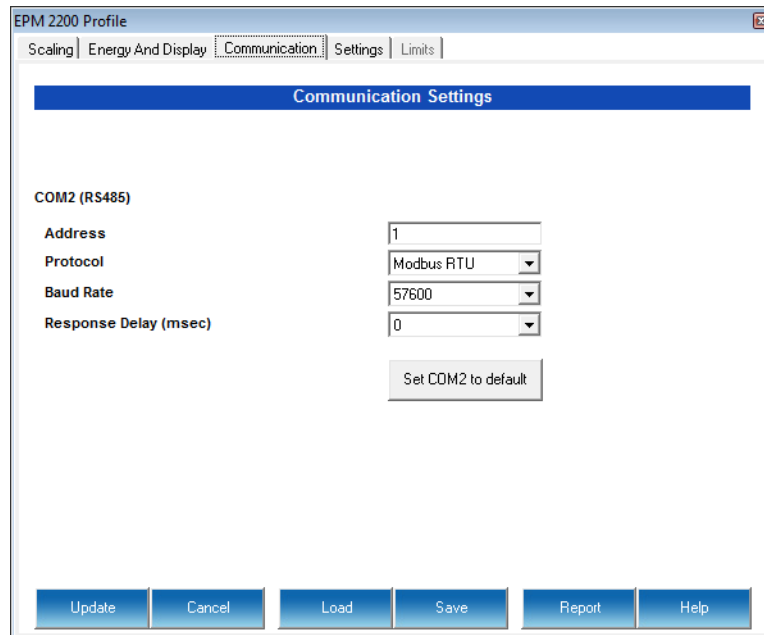 EPM 2200 Profile
Scaling Energy And Display Communication Settings Limits
Communication Settings
COM2 (RS485)
Address 1
Protocol Modbus RTU
Baud Rate 57600
Response Delay (msec) 0
Set COM2 to default
Update Cancel Load Save Report Help